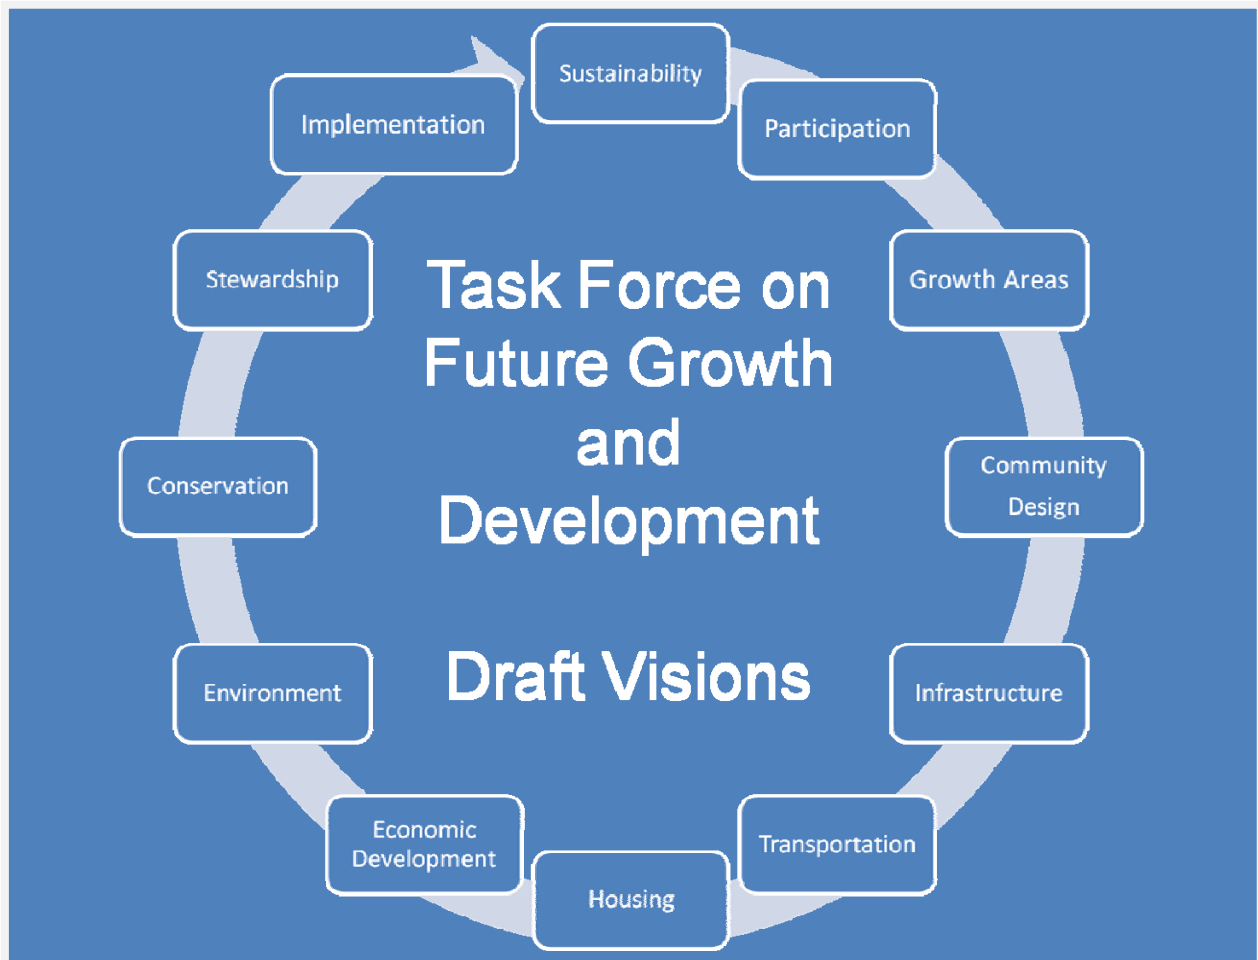 Sustainability
Participation
Growth Areas
Community
Design
Infrastructure
Transportation
Housing
Economic
Development
Environment
Conservation
Stewardship
Implementation
Task Force on
Future Growth
and
Development
Draft Visions